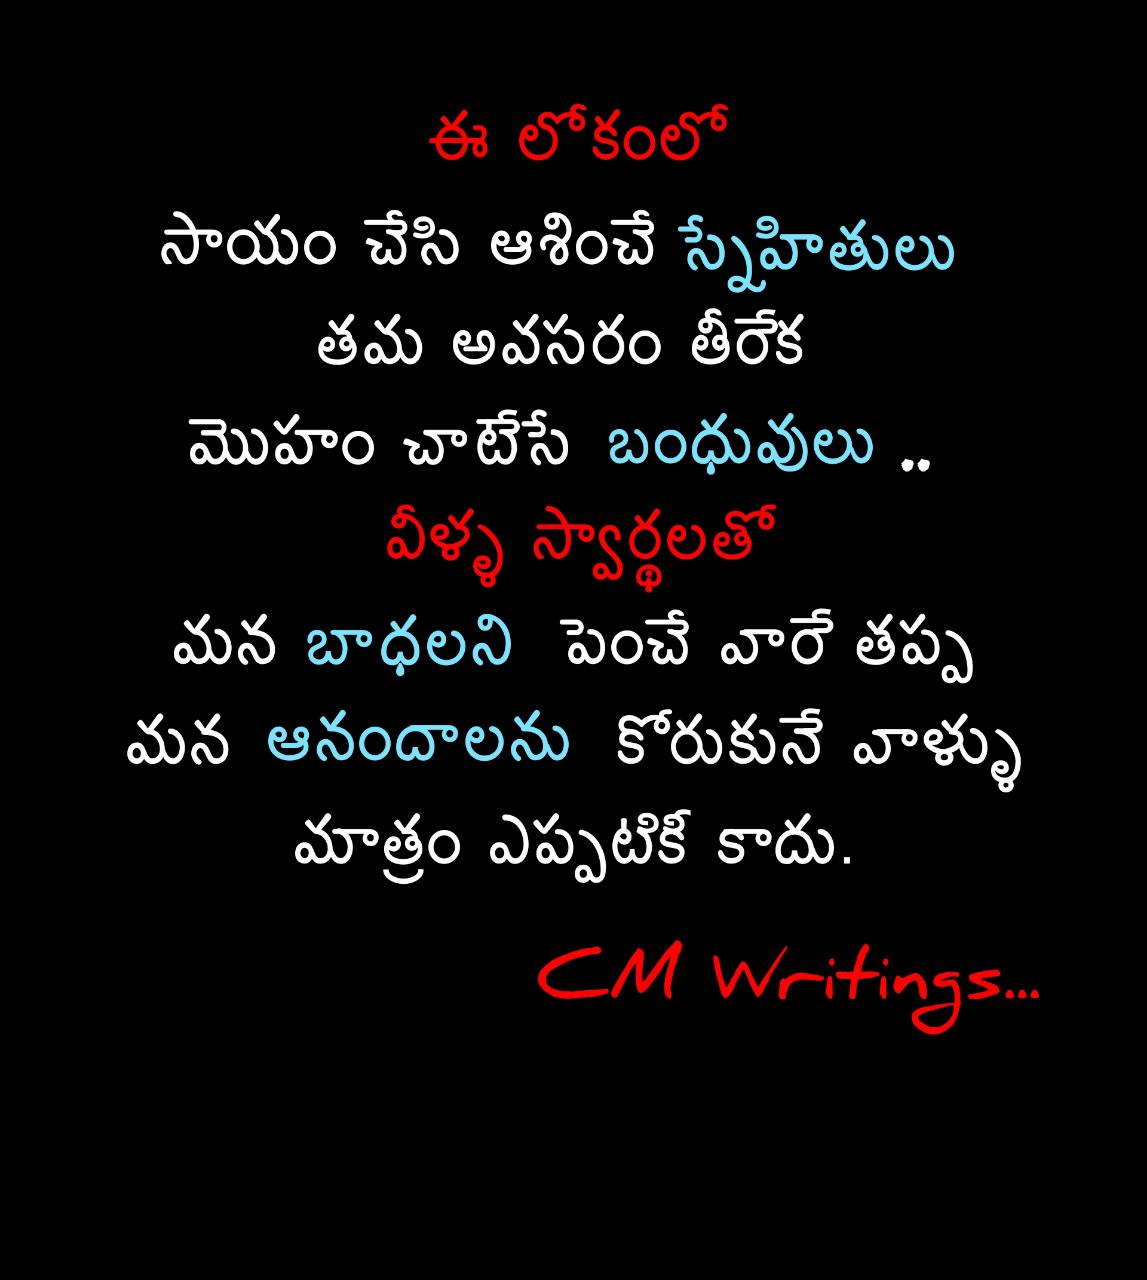 ఈ లోకంలో
సాయం చేసి ఆశించే స్నేహితులు
తమ అవసరం తీరేక
మొహం చాటేసే బంధువులు ..
వీళ్ళ స్వార్థలతో
మన బాధలని పెంచే వారే తప్ప
మన ఆనందాలను కోరుకునే వాళ్ళు
మాత్రం ఎప్పటికీ కాదు.
CM Writings...